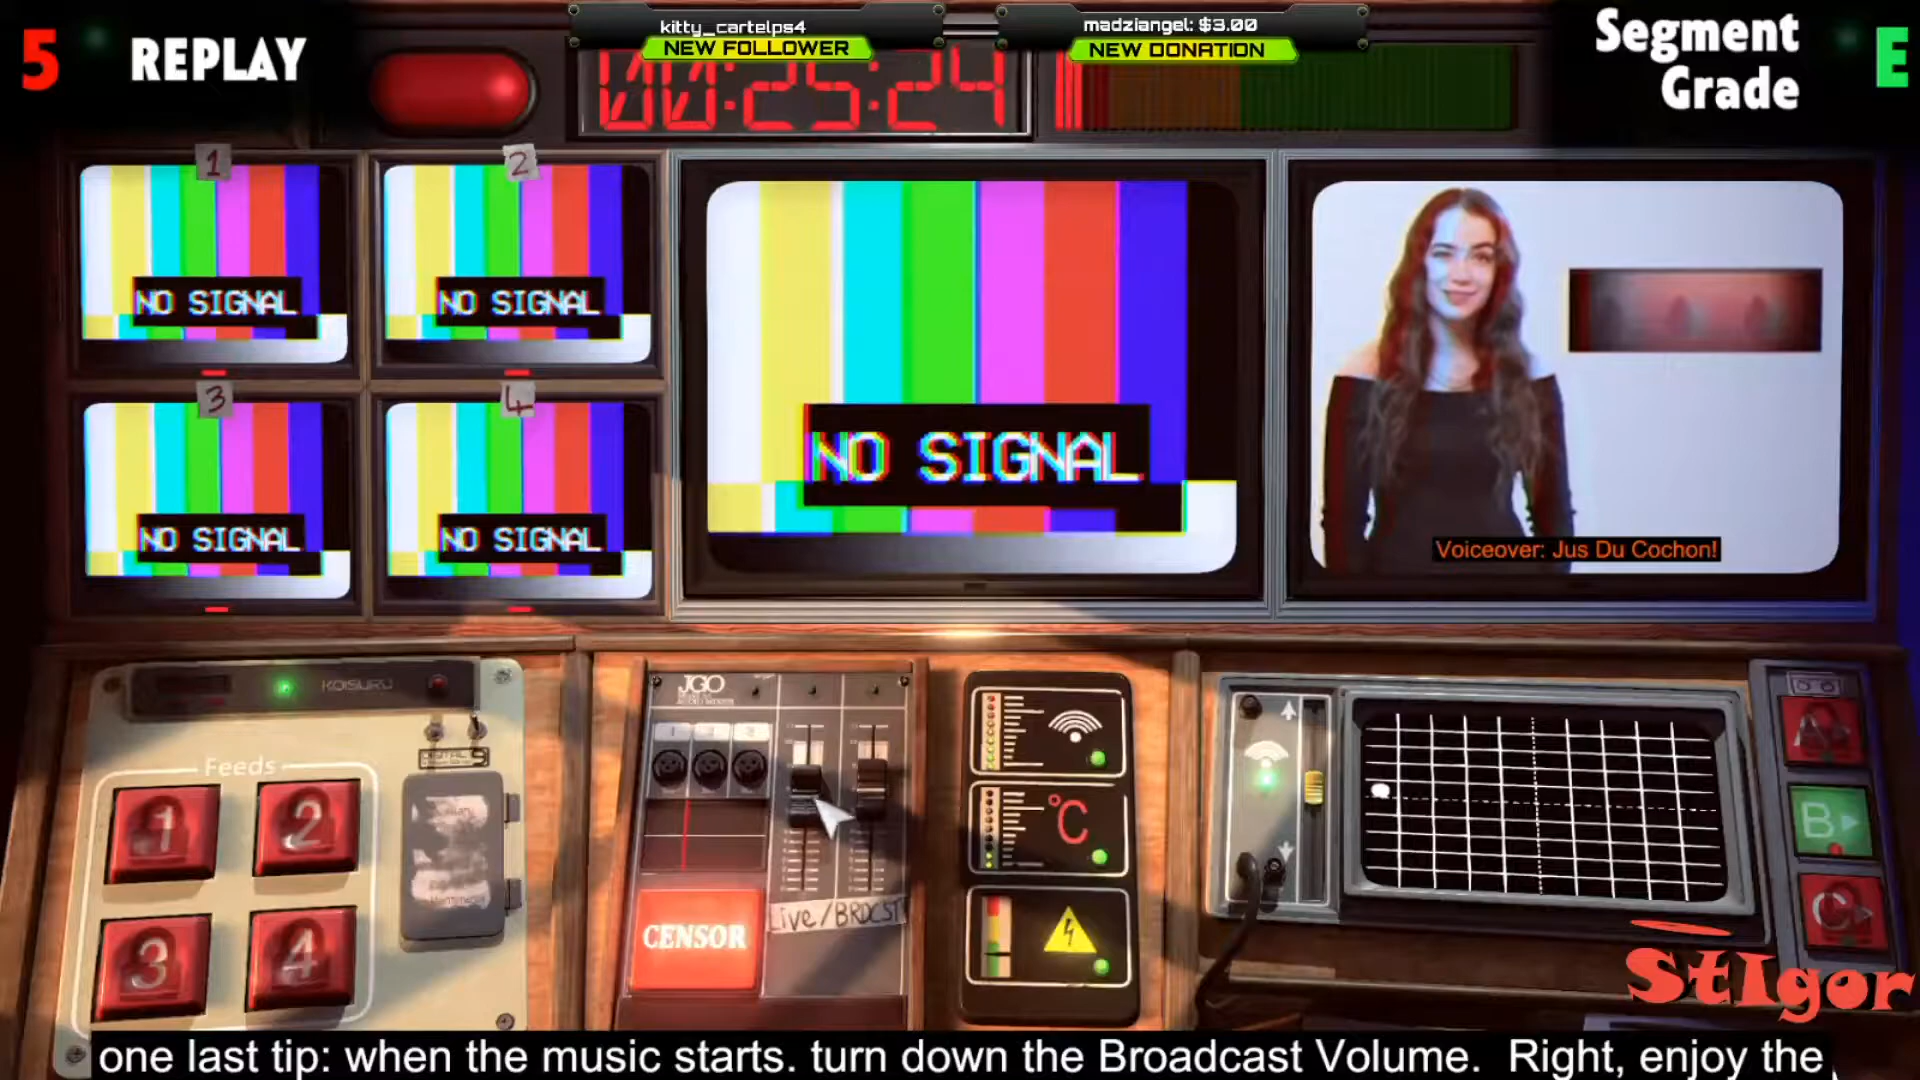 5 REPLAY
kitty_cartelps4
NEW FOLLOWER
madziangel: $3.00
NEW DONATION
Segment
Grade
E
00:25:24
1
2
3
4
NO SIGNAL
NO SIGNAL
NO SIGNAL
NO SIGNAL
NO SIGNAL
Voiceover: Jus Du Cochon!
KOISURU
Feeds
1
2
3
4
JGO
1 2 3
CENSOR
Live/BRDCST
°C
A
B
C
StIgor
one last tip: when the music starts. turn down the Broadcast Volume. Right, enjoy the